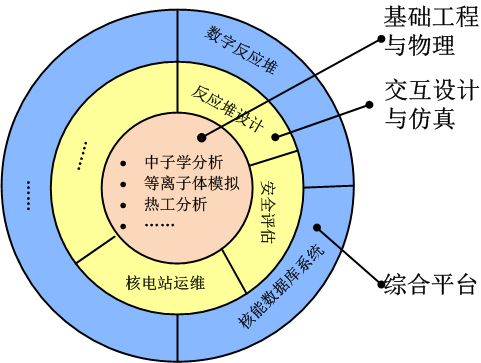 基础工程
与物理
数字反应堆
交互设计
与仿真
反应堆设计
……
中子学分析
等离子体模拟
热工分析
……
……
安全评估
核电站运维
核能数据库系统
综合平台